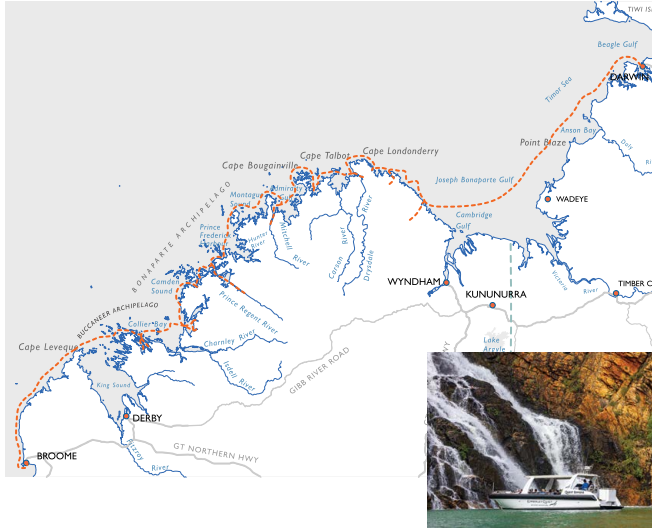 TIWI IS
Beagle Gulf
DARWIN
Timor Sea
Anson Bay
Point Blaze
Daly
Ri
Cape Londonderry
Cape Talbot
Cape Bougainville
Joseph Bonaparte Gulf
Admiralty Gulf
Montague Sound
WADEYE
BONAPARTE ARCHIPELAGO
Cambridge Gulf
Prince Frederick Harbour
Hunter River
Mitchell River
Carson River
Drysdale River
Camden Sound
WYNDHAM
Victoria River
TIMBER C
KUNUNURRA
Prince Regent River
BUCCANEER ARCHIPELAGO
Collier Bay
Charnley River
Cape Leveque
Isdell River
GIBB RIVER ROAD
WY
Lake Argyle
King Sound
DERBY
GT NORTHERN HWY
BROOME
Fitzroy River